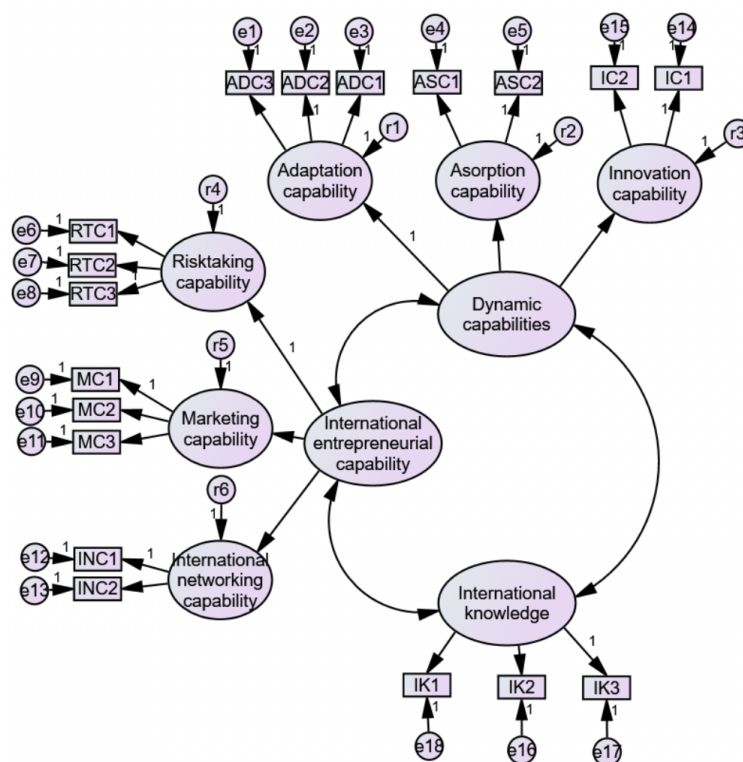 e1
e2
e3
e4
e5
e15
e14
1
1
1
1
1
1
1
ADC3
ADC2
ADC1
ASC1
ASC2
IC2
IC1
1
1
1
r1
r2
r3
1
1
1
Adaptation
capability
Asorption
capability
Innovation
capability
r4
1
1
e6
1
RTC1
e7
1
RTC2
e8
1
RTC3
1
Risktaking
capability
Dynamic
capabilities
1
r5
1
e9
1
MC1
1
e10
1
MC2
e11
1
MC3
Marketing
capability
International
entrepreneurial
capability
r6
1
e12
1
INC1
1
e13
1
INC2
International
networking
capability
International
knowledge
1
IK1
IK2
IK3
1
1
1
e18
e16
e17